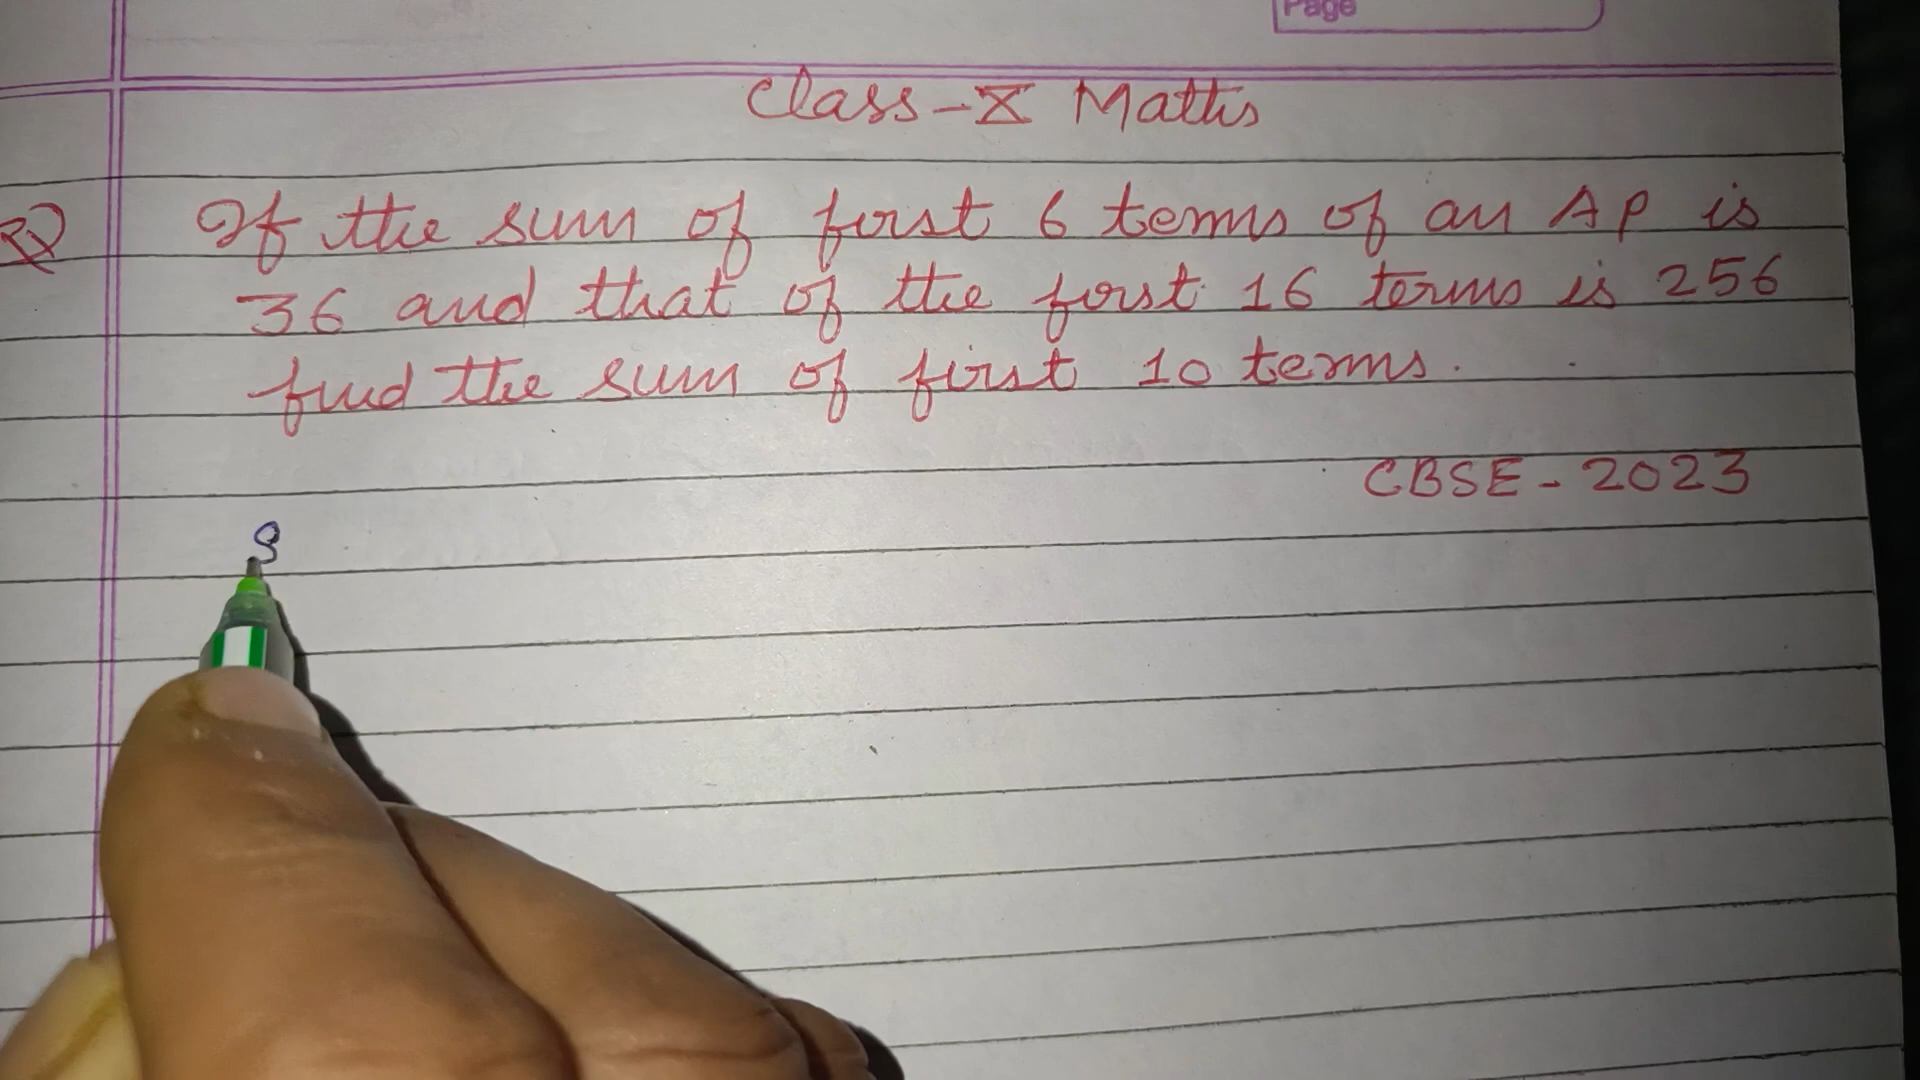 Page
Class-X Maths
Q) If the sum of first 6 terms of an AP is
36 and that of the first 16 terms is 256
find the sum of first 10 terms.
CBSE-2023
S